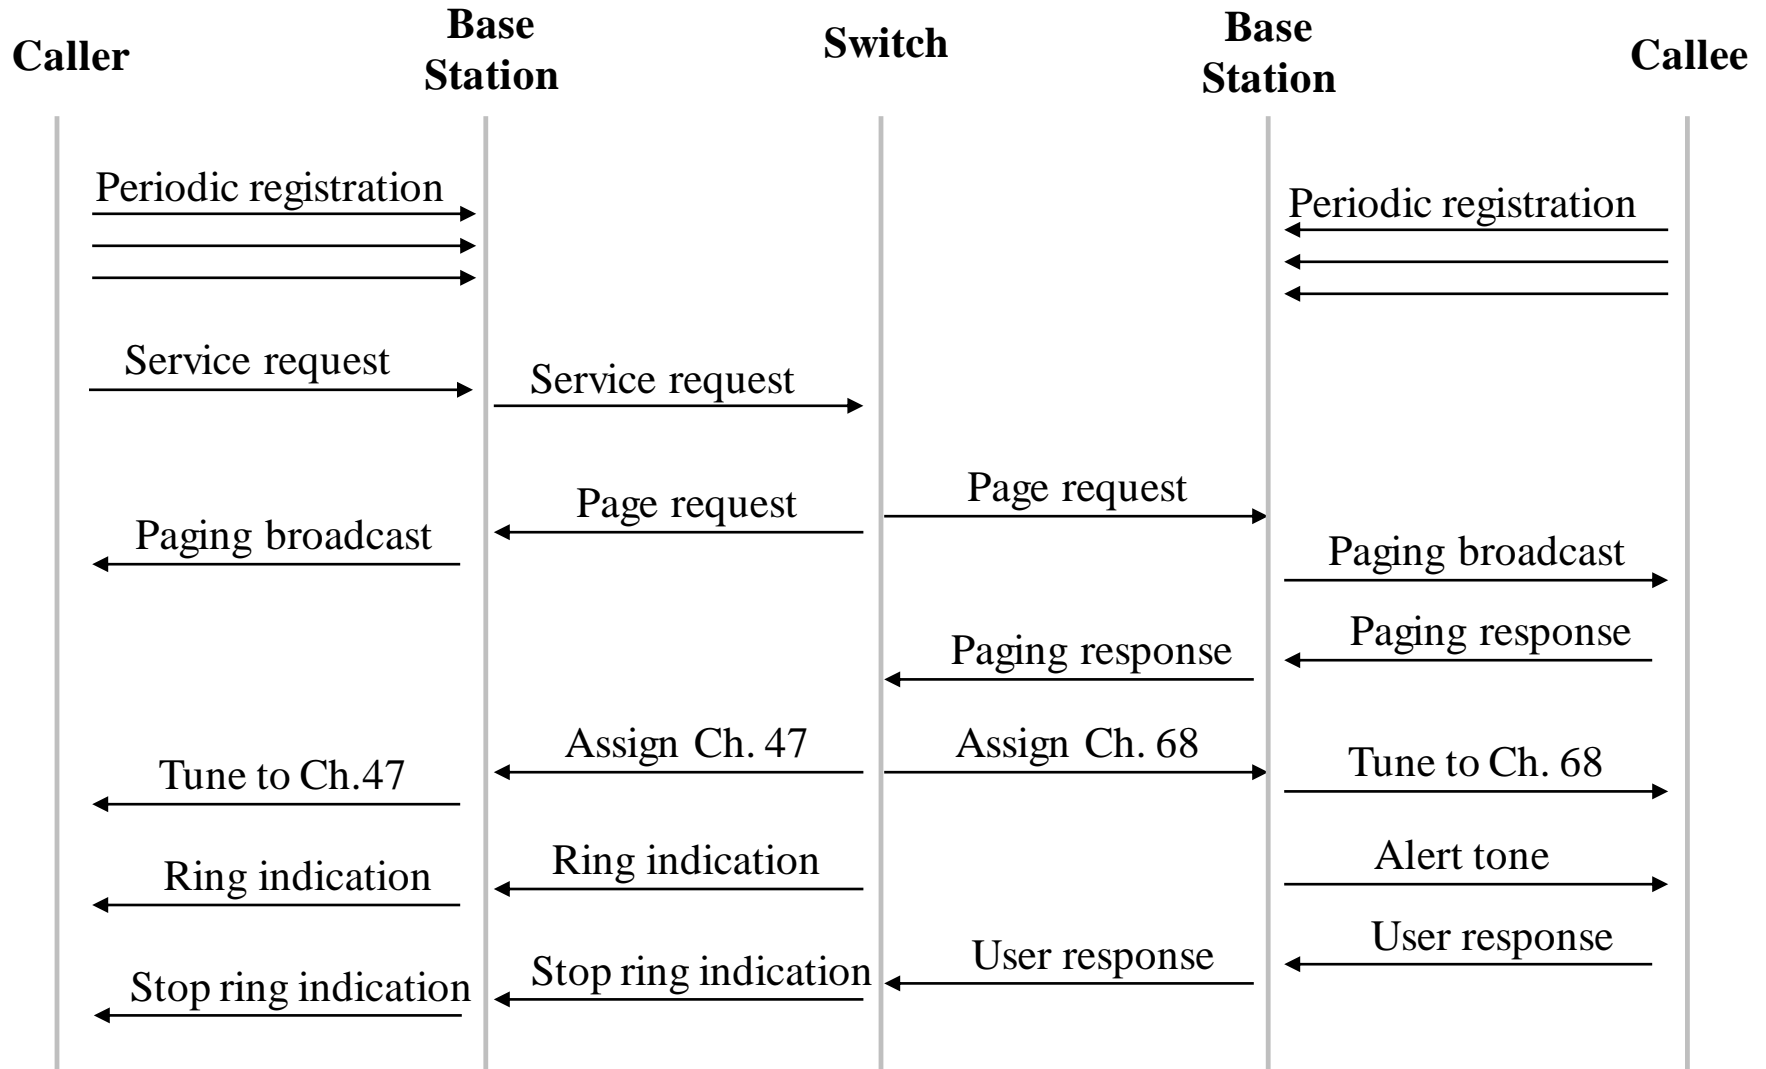 Caller
Base
Station
Switch
Base
Station
Callee
Periodic registration
Periodic registration
Service request
Service request
Page request
Page request
Paging broadcast
Paging broadcast
Paging response
Paging response
Assign Ch. 47
Assign Ch. 68
Tune to Ch.47
Tune to Ch. 68
Ring indication
Ring indication
Alert tone
User response
User response
Stop ring indication
Stop ring indication